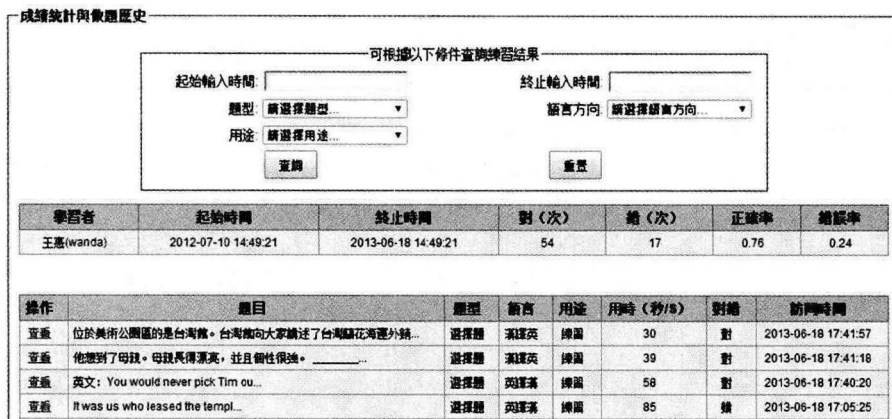 成績統計與做題歷史
可根據以下條件查詢練習結果
起始輸入時間: 終止輸入時間:
題型: 請選擇題型... 語言方向: 請選擇語言方向...
用途: 請選擇用途...
查詢 重置
學習者 起始時間 終止時間 對（次） 錯（次） 正確率 錯誤率
王惠(wanda) 2012-07-10 14:49:21 2013-06-18 14:49:21 54 17 0.76 0.24
操作 題目 題型 語言 用途 用時（秒/S） 對錯 訪問時間
查看 位於美術公園區的是台灣館。台灣館向大家講述了台灣蘭花海運外銷... 選擇題 漢譯英 練習 30 對 2013-06-18 17:41:57
查看 他想到了母親。母親長得漂亮，並且個性很強。 ________... 選擇題 漢譯英 練習 39 對 2013-06-18 17:41:18
查看 英文；You would never pick Tim ou... 選擇題 英譯漢 練習 58 對 2013-06-18 17:40:20
查看 It was us who leased the templ... 選擇題 英譯漢 練習 85 錯 2013-06-18 17:05:25